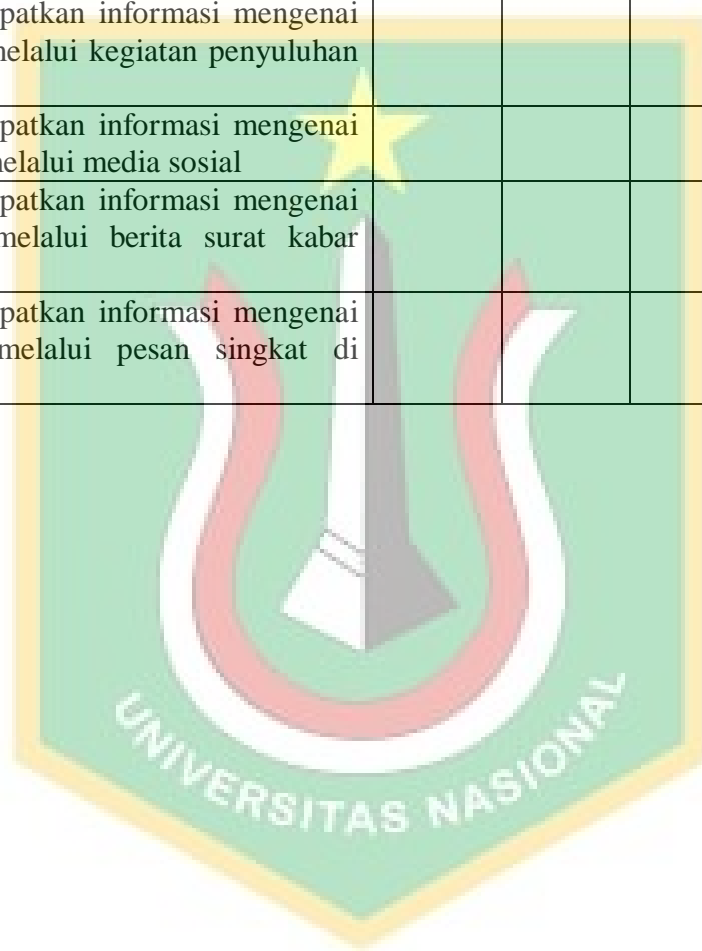 patkan informasi mengenai
melalui kegiatan penyuluhan
patkan informasi mengenai
melalui media sosial
patkan informasi mengenai
melalui berita surat kabar
patkan informasi mengenai
melalui pesan singkat di
UNIVERSITAS NASIONAL